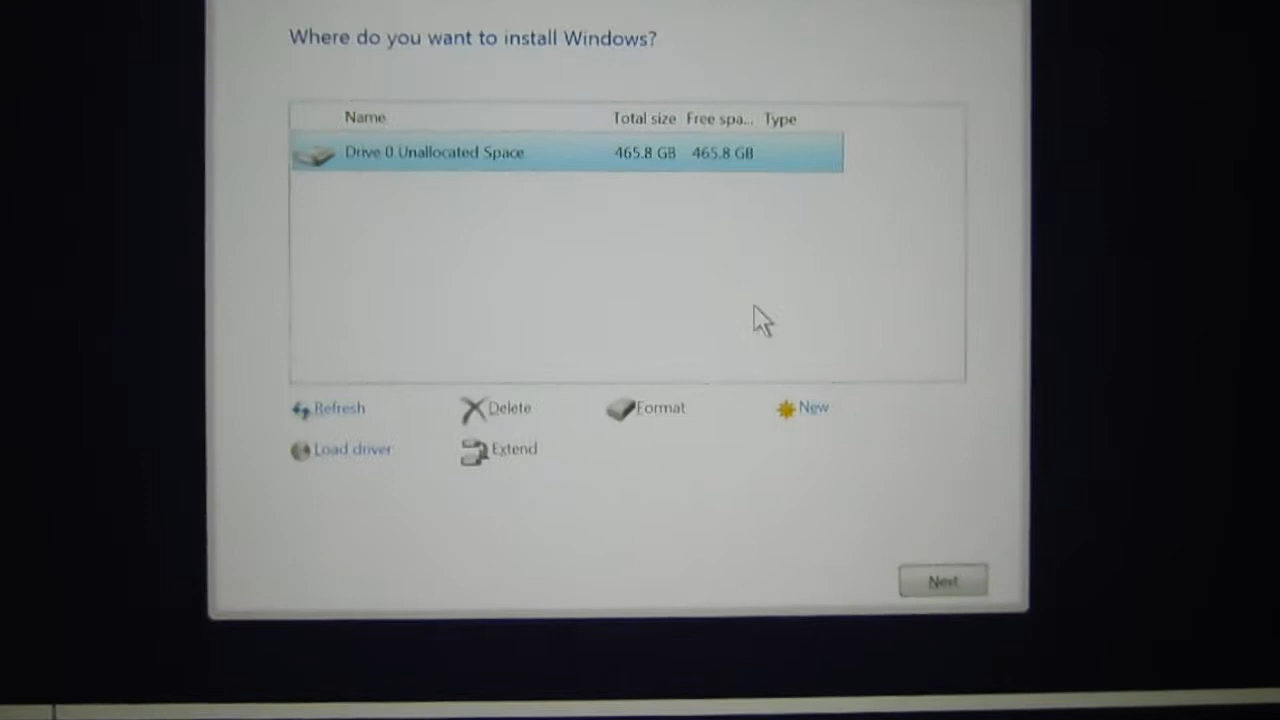 Where do you want to install Windows?
Name Total size Free spa... Type
Drive 0 Unallocated Space 465.8 GB 465.8 GB
Refresh Delete Format New
Load driver Extend
Next